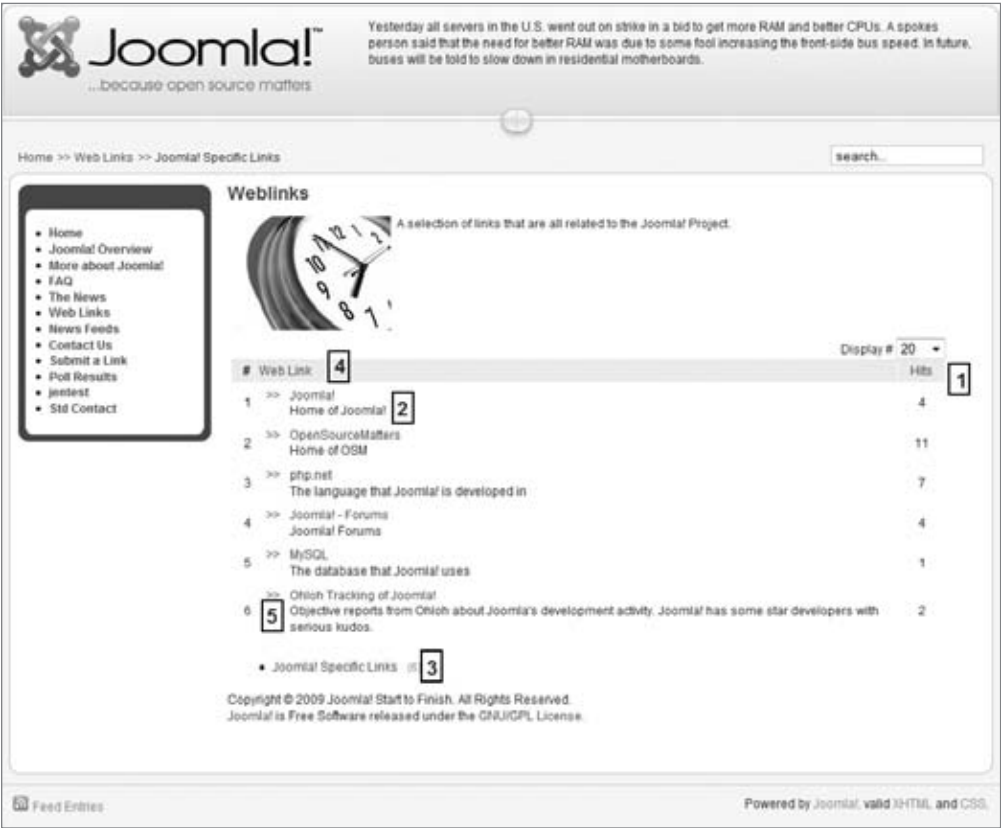 Joomla!™
...because open source matters
Yesterday all servers in the U.S. went out on strike in a bid to get more RAM and better CPUs. A spokes
person said that the need for better RAM was due to some fool increasing the front-side bus speed. In future,
buses will be told to slow down in residential motherboards.
Home >> Web Links >> Joomla! Specific Links
search...
Home
Joomla! Overview
More about Joomla!
FAQ
The News
Web Links
News Feeds
Contact Us
Submit a Link
Poll Results
jentest
Std Contact
Weblinks
12 1 2
11
10
9
8
7
A selection of links that are all related to the Joomla! Project.
Display # 20
# Web Link 4 Hits 1
1 >> Joomla! 4
Home of Joomla! 2
2 >> OpenSourceMatters 11
Home of OSM
3 >> php.net 7
The language that Joomla! is developed in
4 >> Joomla! - Forums 4
Joomla! Forums
5 >> MySQL 1
The database that Joomla! uses
>> Ohloh Tracking of Joomla!
6 5 Objective reports from Ohloh about Joomla's development activity. Joomla! has some star developers with 2
serious kudos.
Joomla! Specific Links 3
Copyright © 2009 Joomla! Start to Finish. All Rights Reserved.
Joomla! is Free Software released under the GNU/GPL License.
Feed Entries
Powered by Joomla!, valid XHTML and CSS.